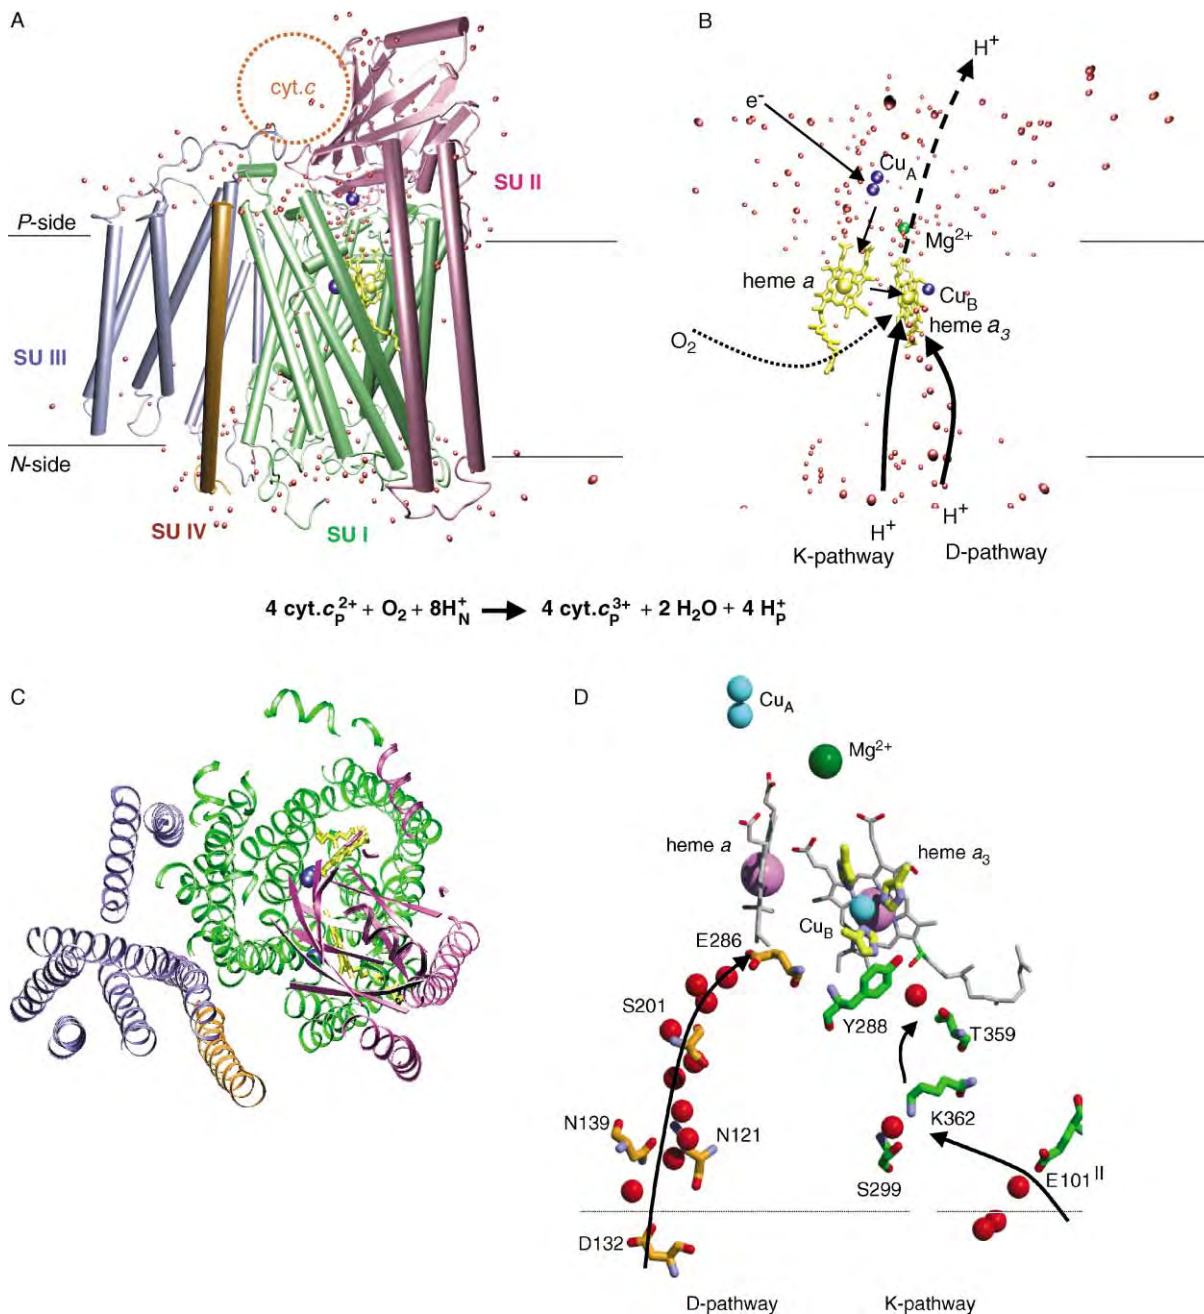 A
cyt.c
SU II
P-side
SU III
N-side
SU IV
SU I
B
H+
e-
CuA
Mg2+
heme a
CuB
heme a3
O2
H+
H+
K-pathway
D-pathway
4 cyt.cP2+ + O2 + 8HN+ → 4 cyt.cP3+ + 2 H2O + 4 HP+
C
D
CuA
Mg2+
heme a
heme a3
CuB
E286
S201
Y288
T359
N139
N121
K362
S299
E101II
D132
D-pathway
K-pathway